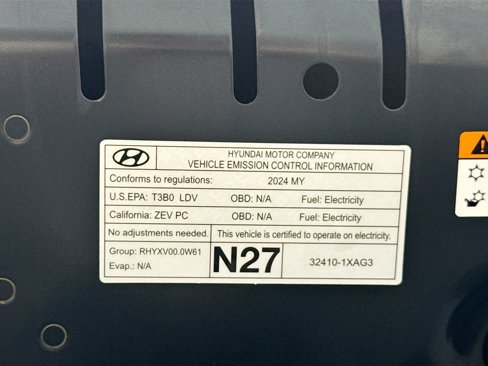 HYUNDAI MOTOR COMPANY
VEHICLE EMISSION CONTROL INFORMATION
Conforms to regulations: 2024 MY
U.S.EPA: T3B0 LDV OBD: N/A Fuel: Electricity
California: ZEV PC OBD: N/A Fuel: Electricity
No adjustments needed. This vehicle is certified to operate on electricity.
Group: RHYXV00.0W61
Evap.: N/A
N27
32410-1XAG3